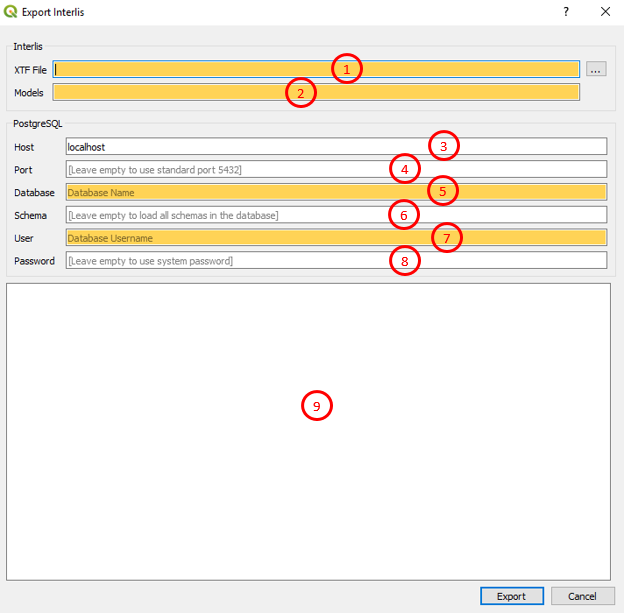 Export Interlis ?
Interlis
XTF File 1 ...
Models 2
PostgreSQL
Host localhost 3
Port [Leave empty to use standard port 5432] 4
Database Database Name 5
Schema [Leave empty to load all schemas in the database] 6
User Database Username 7
Password [Leave empty to use system password] 8
9
Export Cancel